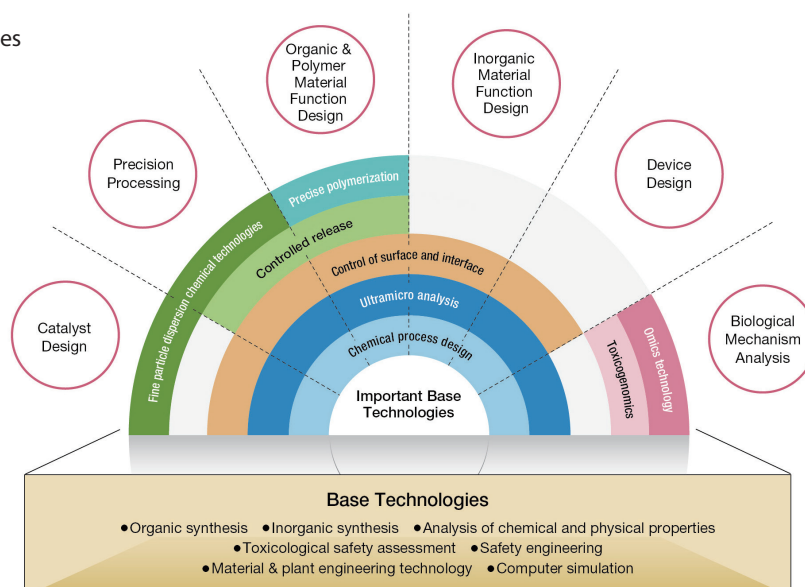 es
Organic &
Polymer
Material
Function
Design
Inorganic
Material
Function
Design
Precision
Processing
Device
Design
Catalyst
Design
Biological
Mechanism
Analysis
Fine particle dispersion chemical technologies
Precise polymerization
Controlled release
Control of surface and interface
Ultramicro analysis
Chemical process design
Toxicogenomics
Omics technology
Important Base
Technologies
Base Technologies
●Organic synthesis ●Inorganic synthesis ●Analysis of chemical and physical properties
●Toxicological safety assessment ●Safety engineering
●Material & plant engineering technology ●Computer simulation